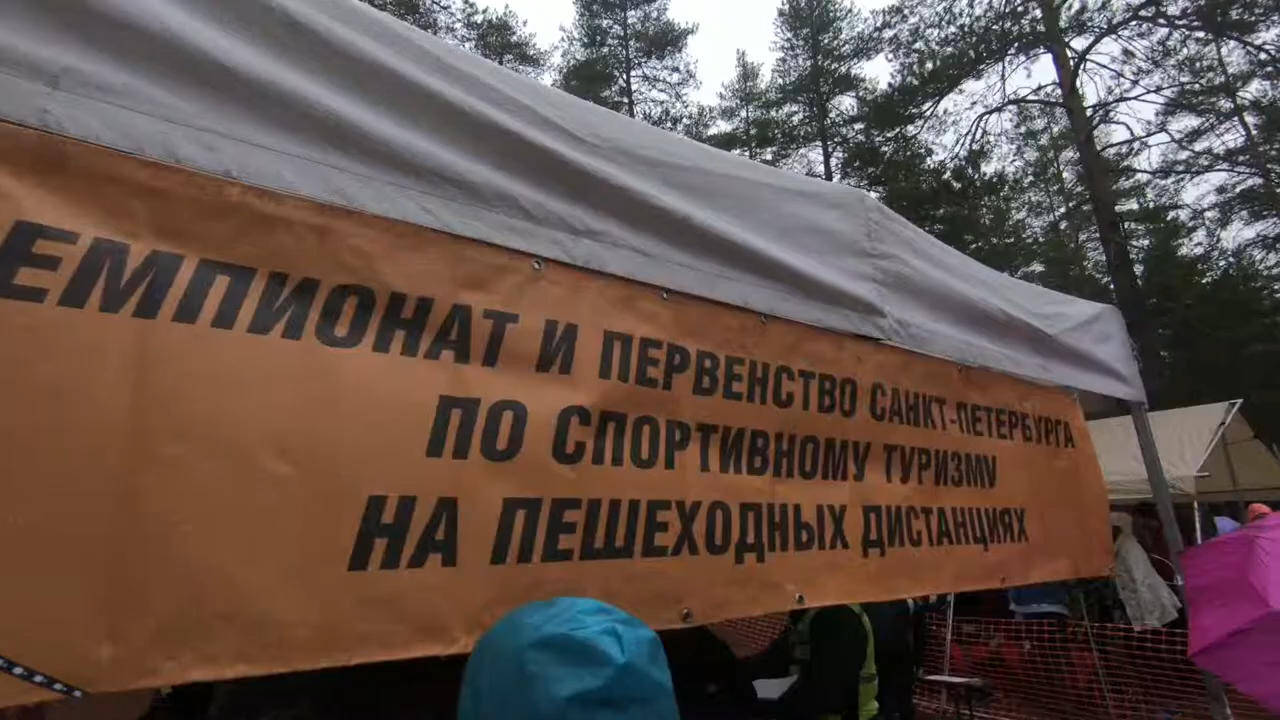 ЕМПИОНАТ И ПЕРВЕНСТВО САНКТ-ПЕТЕРБУРГА
ПО СПОРТИВНОМУ ТУРИЗМУ
НА ПЕШЕХОДНЫХ ДИСТАНЦИЯХ